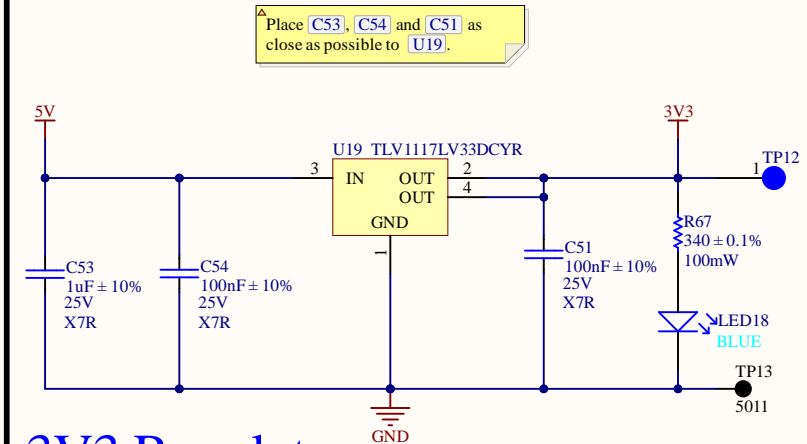 Place C53, C54 and C51 as
close as possible to U19.
5V
3V3
U19 TLV1117LV33DCYR
TP12
3
IN
OUT
2
1
OUT
4
GND
1
R67
340 ± 0.1%
100mW
C53
1uF ± 10%
25V
X7R
C54
100nF ± 10%
25V
X7R
C51
100nF ± 10%
25V
X7R
LED18
BLUE
TP13
5011
GND
3V3